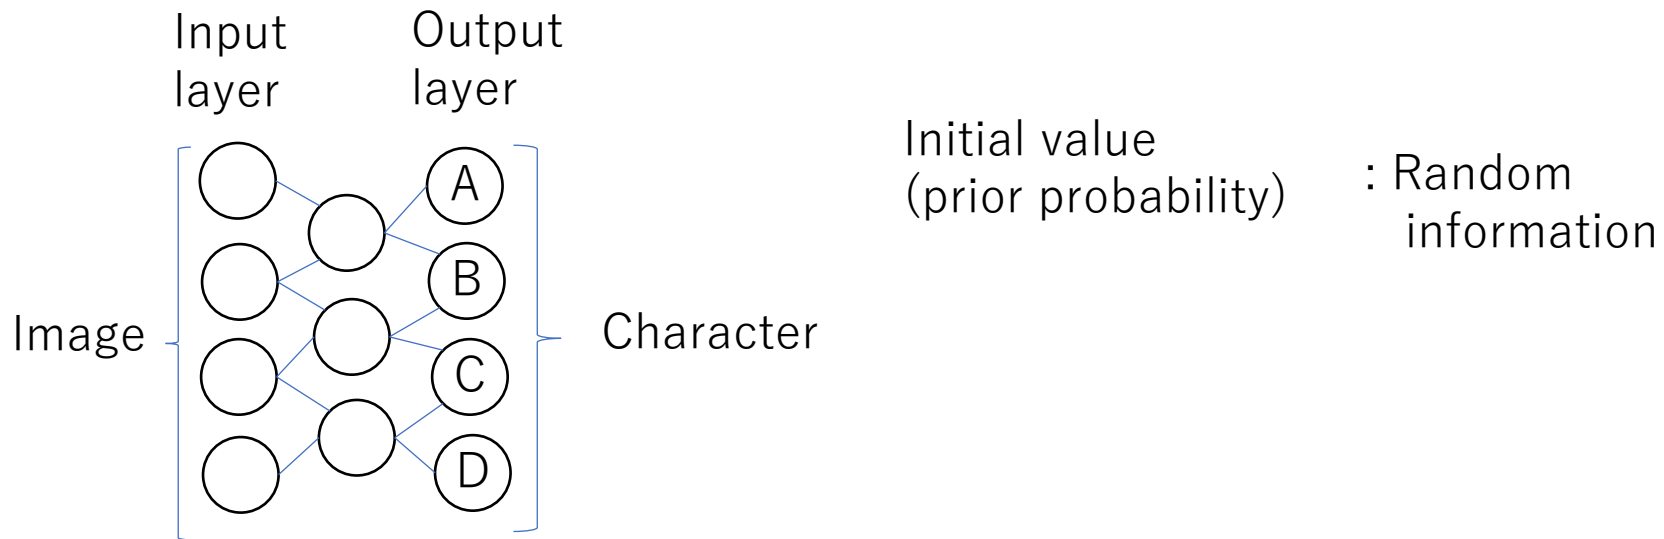 Input
layer
Output
layer
Image
A
B
C
D
Character
Initial value
(prior probability)
: Random
information